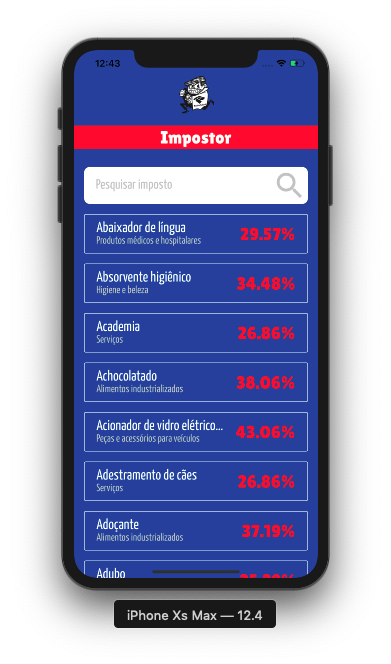 12:43
Impostor
Pesquisar imposto
Abaixador de língua
Produtos médicos e hospitalares
29.57%
Absorvente higiênico
Higiene e beleza
34.48%
Academia
Serviços
26.86%
Achocolatado
Alimentos industrializados
38.06%
Acionador de vidro elétrico...
Peças e acessórios para veículos
43.06%
Adestramento de cães
Serviços
26.86%
Adoçante
Alimentos industrializados
37.19%
Adubo
iPhone Xs Max — 12.4